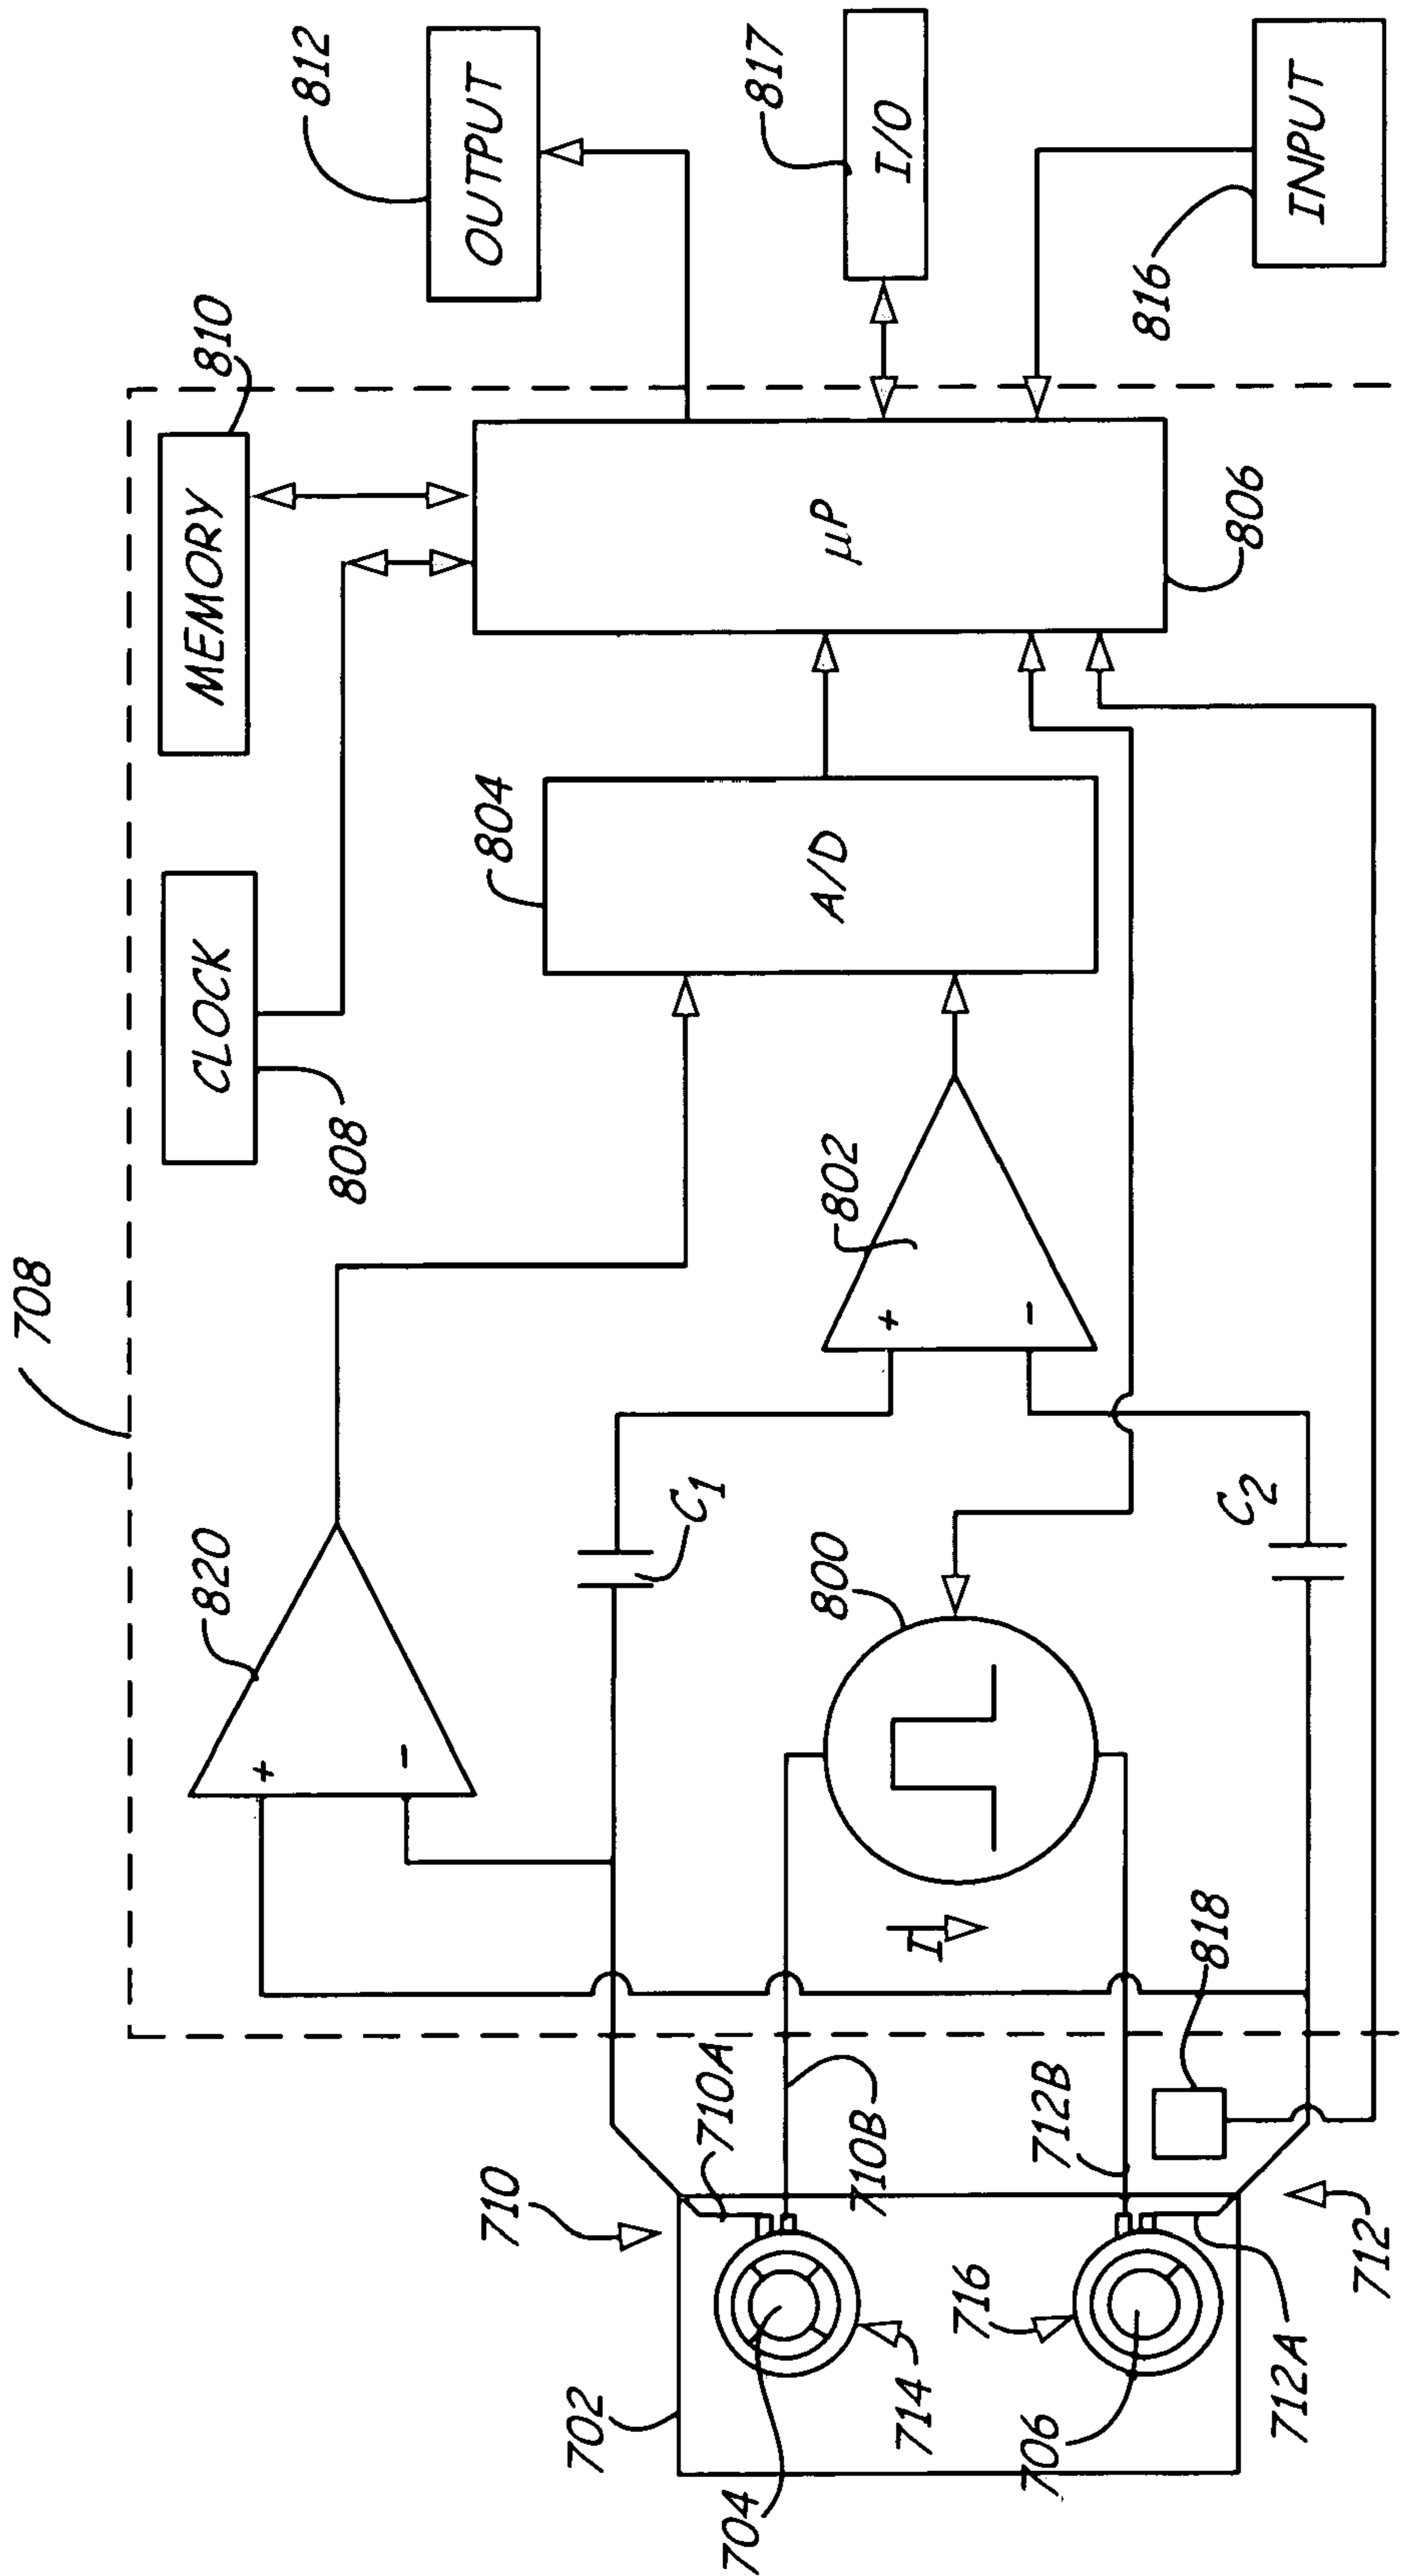 708
CLOCK
808
MEMORY
810
OUTPUT
812
820
+
-
804
A/D
μP
806
I/O
817
C1
802
+
-
800
I
C2
INPUT
816
818
710
710A
710B
712B
712
712A
702
704
714
716
706